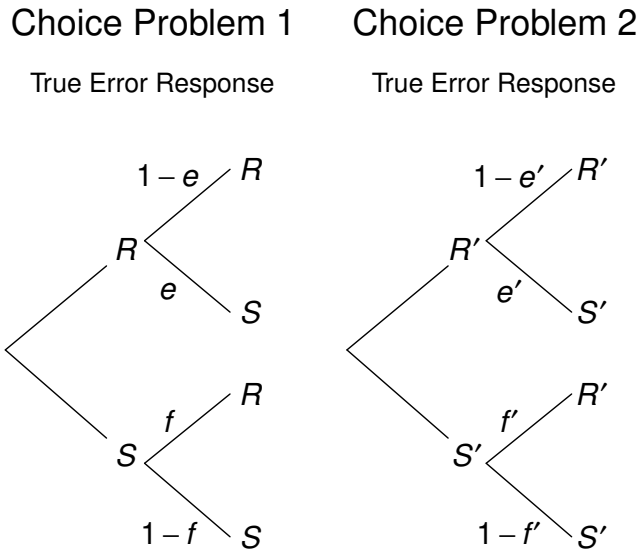 Choice Problem 1 Choice Problem 2
True Error Response True Error Response
1 – e R 1 – e′ R′
R R′
e S e′ S′
f R f′ R′
S S′
1 – f S 1 – f′ S′